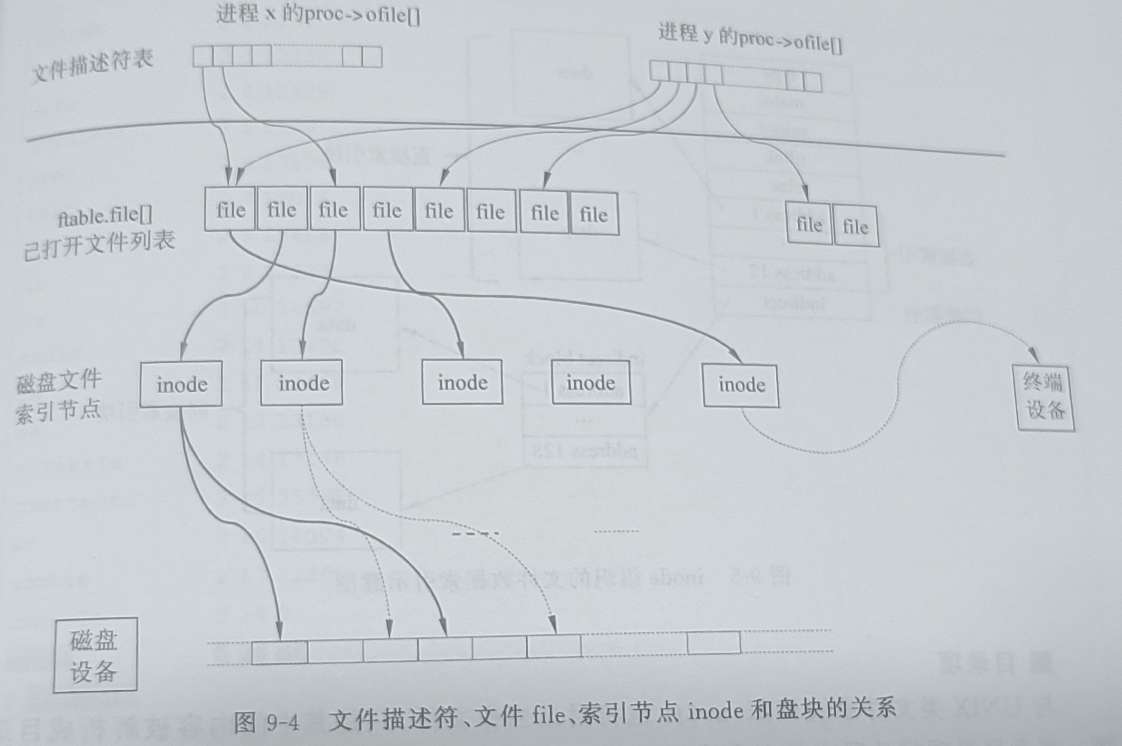 进程 x 的proc->ofile[]
进程 y 的proc->ofile[]
文件描述符表
file file file file file file file file
file file
ftable.file[]
已打开文件列表
inode inode inode inode inode
磁盘文件
索引节点
终端
设备
磁盘
设备
图 9-4 文件描述符、文件 file、索引节点 inode 和盘块的关系